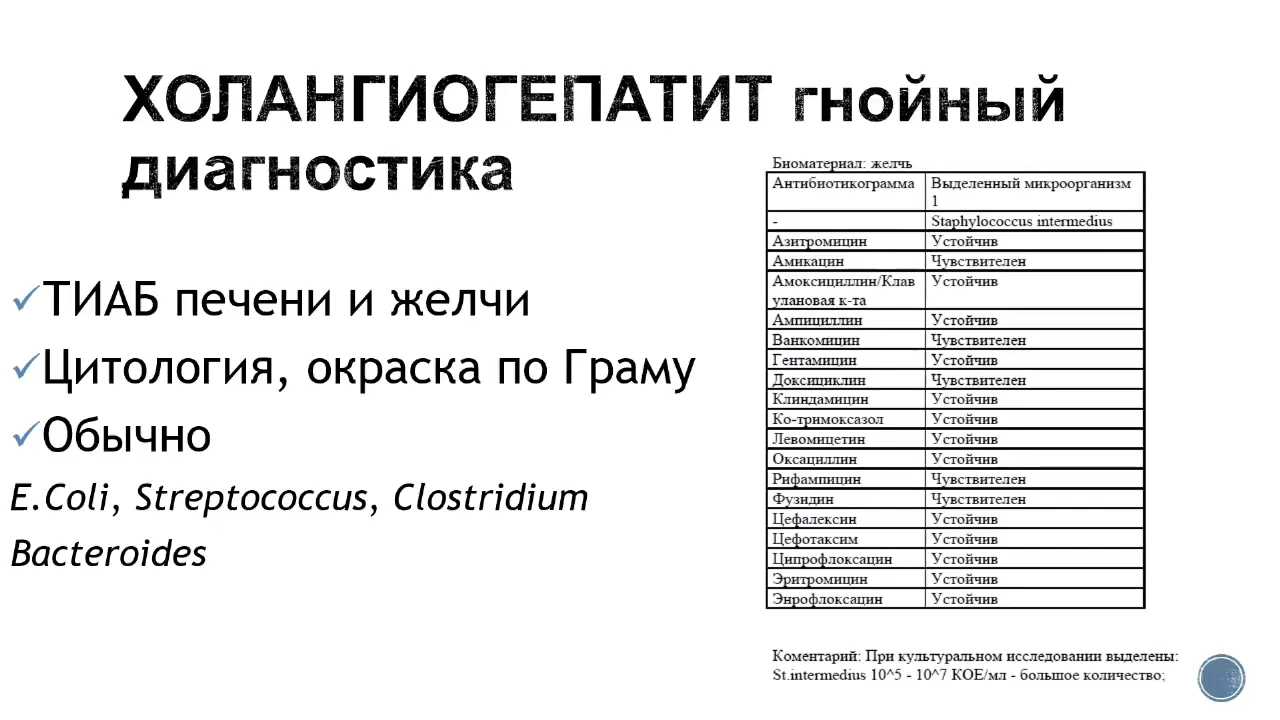 ХОЛАНГИОГЕПАТИТ гнойный
диагностика
ТИАБ печени и желчи
Цитология, окраска по Граму
Обычно
E.Coli, Streptococcus, Clostridium
Bacteroides
Биоматериал: желчь
Антибиотикограмма Выделенный микроорганизм
1
- Staphylococcus intermedius
Азитромицин Устойчив
Амикацин Чувствителен
Амоксициллин/Клав Устойчив
улановая к-та
Ампициллин Устойчив
Ванкомицин Чувствителен
Гентамицин Устойчив
Доксициклин Чувствителен
Клиндамицин Устойчив
Ко-тримоксазол Устойчив
Левомицетин Устойчив
Оксациллин Устойчив
Рифампицин Чувствителен
Фузидин Чувствителен
Цефалексин Устойчив
Цефотаксим Устойчив
Ципрофлоксацин Устойчив
Эритромицин Устойчив
Энрофлоксацин Устойчив
Коментарий: При культуральном исследовании выделены:
St.intermedius 10^5 - 10^7 КОЕ/мл - большое количество;